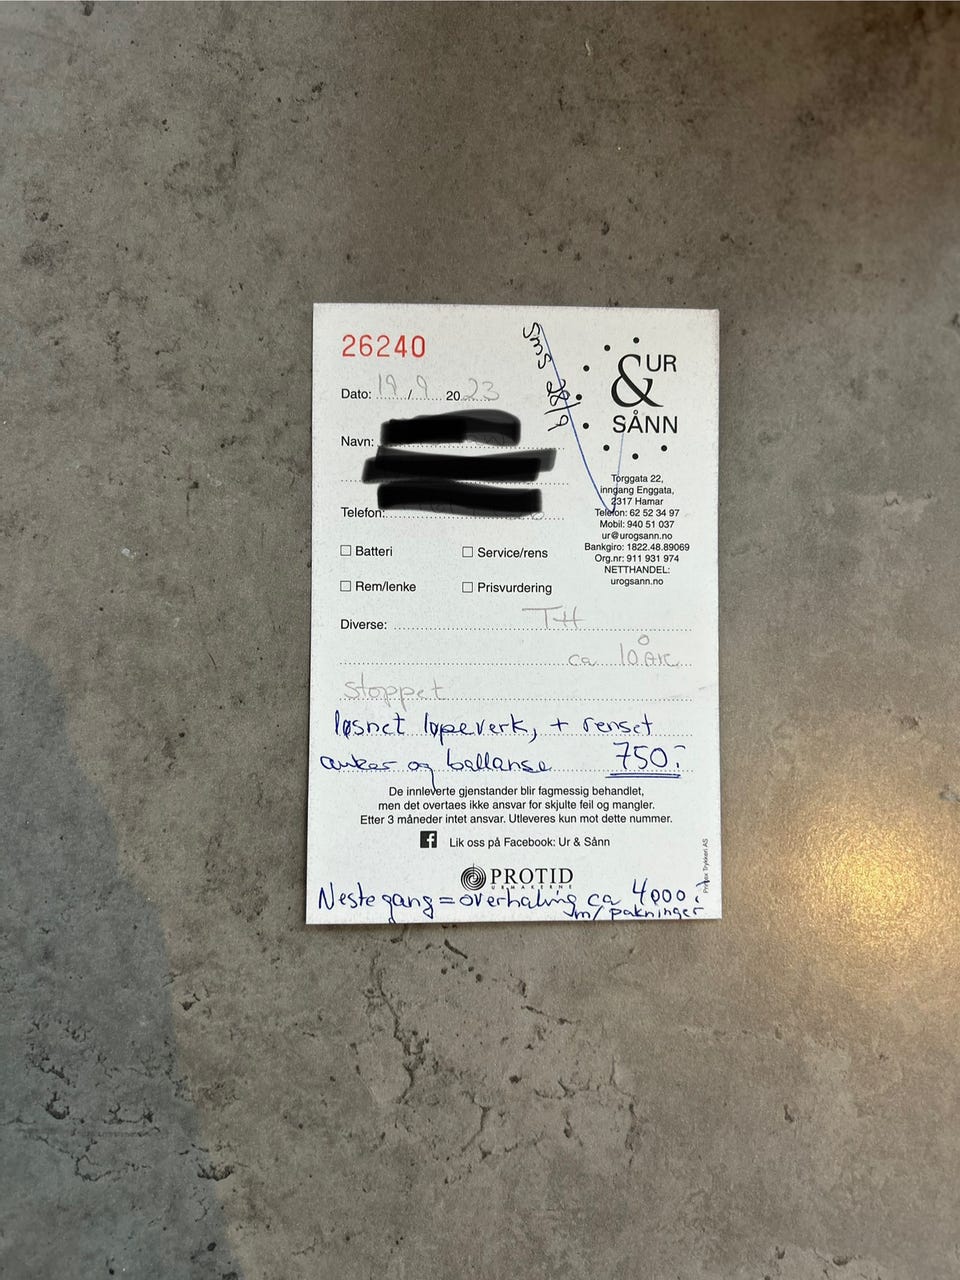 26240
sms 28/9
& UR
SÅNN
Dato: 19/9 2023
Navn:
Telefon:
Torggata 22,
inngang Enggata,
2317 Hamar
Telefon: 62 52 34 97
Mobil: 940 51 037
ur@urogsann.no
Bankgiro: 1822.48.89069
Org.nr: 911 931 974
NETTHANDEL:
urogsann.no
Batteri
Service/rens
Rem/lenke
Prisvurdering
Diverse: TH
ca 10 år
stoppet
løsnet løpeverk, + renset
anker og ballanse 750:-
De innleverte gjenstander blir fagmessig behandlet,
men det overtaes ikke ansvar for skjulte feil og mangler.
Etter 3 måneder intet ansvar. Utleveres kun mot dette nummer.
Lik oss på Facebook: Ur & Sånn
PROTID
URMAKERNE
Neste gang = overhaling ca 4000:-
m/ pakninger
Trykkeri AS